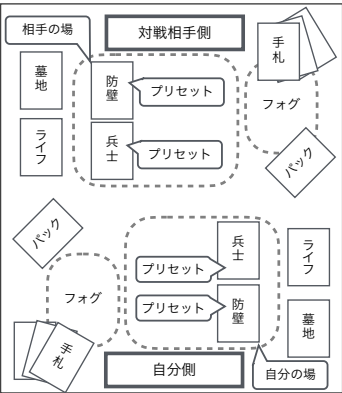 相手の場
対戦相手側
手札
墓地
防壁
プリセット
フォグ
ライフ
兵士
プリセット
パック
パック
兵士
ライフ
プリセット
フォグ
プリセット
防壁
墓地
手札
自分側
自分の場